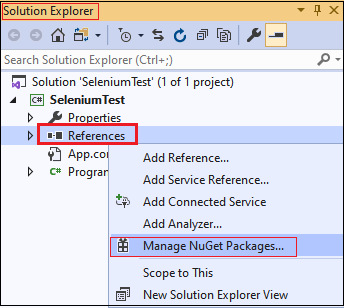 Solution Explorer
Search Solution Explorer (Ctrl+;)
Solution 'SeleniumTest' (1 of 1 project)
C# SeleniumTest
Properties
References
App.con
Program
Add Reference...
Add Service Reference...
Add Connected Service
Add Analyzer...
Manage NuGet Packages...
Scope to This
New Solution Explorer View